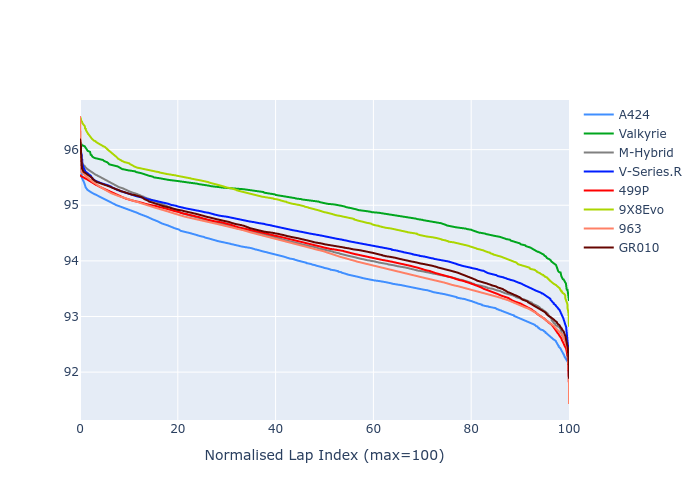 96
95
94
93
92
0 20 40 60 80 100
Normalised Lap Index (max=100)
A424
Valkyrie
M-Hybrid
V-Series.R
499P
9X8Evo
963
GR010